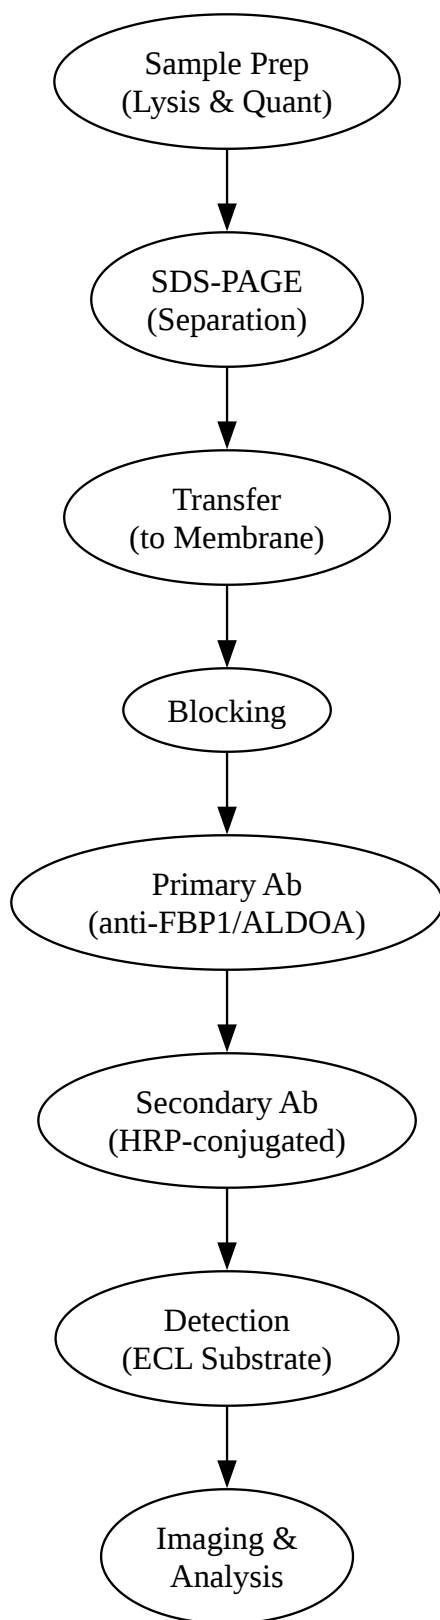 Sample Prep
(Lysis & Quant)
SDS-PAGE
(Separation)
Transfer
(to Membrane)
Blocking
Primary Ab
(anti-FBP1/ALDOA)
Secondary Ab
(HRP-conjugated)
Detection
(ECL Substrate)
Imaging &
Analysis